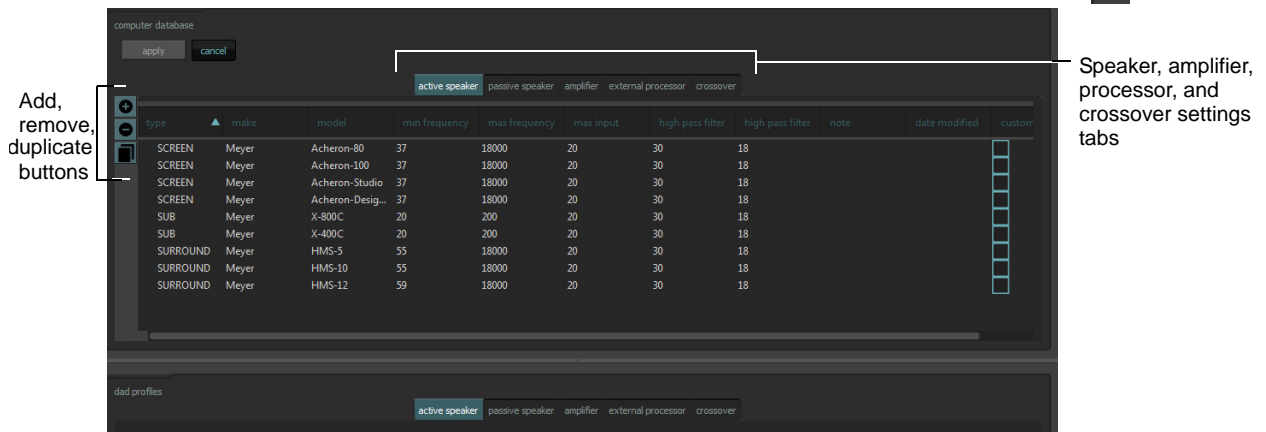 computer database
apply cancel
active speaker passive speaker amplifier external processor crossover
Add,
remove,
duplicate
buttons
Speaker, amplifier,
processor, and
crossover settings
tabs
type make model min frequency max frequency max input high pass filter high pass filter note date modified custom
SCREEN Meyer Acheron-80 37 18000 20 30 18
SCREEN Meyer Acheron-100 37 18000 20 30 18
SCREEN Meyer Acheron-Studio 37 18000 20 30 18
SCREEN Meyer Acheron-Desig... 37 18000 20 30 18
SUB Meyer X-800C 20 200 20 30 18
SUB Meyer X-400C 20 200 20 30 18
SURROUND Meyer HMS-5 55 18000 20 30 18
SURROUND Meyer HMS-10 55 18000 20 30 18
SURROUND Meyer HMS-12 59 18000 20 30 18
dad profiles
active speaker passive speaker amplifier external processor crossover